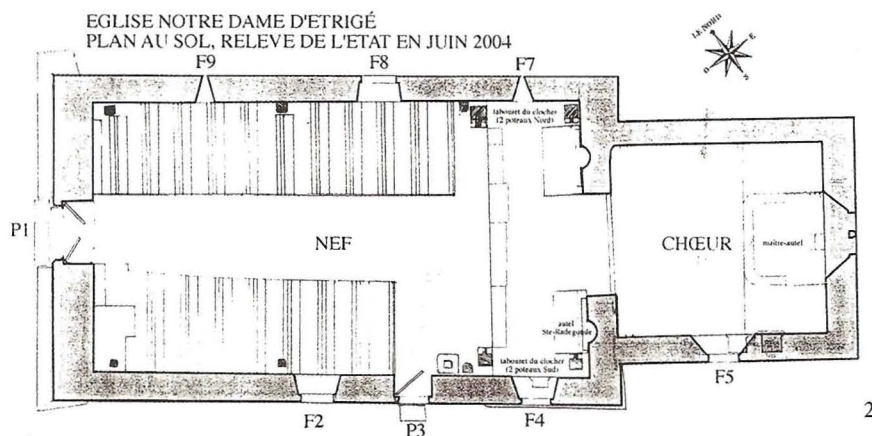 EGLISE NOTRE DAME D'ETRIGÉ
PLAN AU SOL, RELEVE DE L'ETAT EN JUIN 2004
LE NORD
E
O
S
F9
F8
F7
tabouret du clocher
(2 poteaux Nord)
P1
NEF
CHŒUR
maître-autel
autel
Ste-Radegonde
tabouret du clocher
(2 poteaux Sud)
F2
P3
F4
F5
2